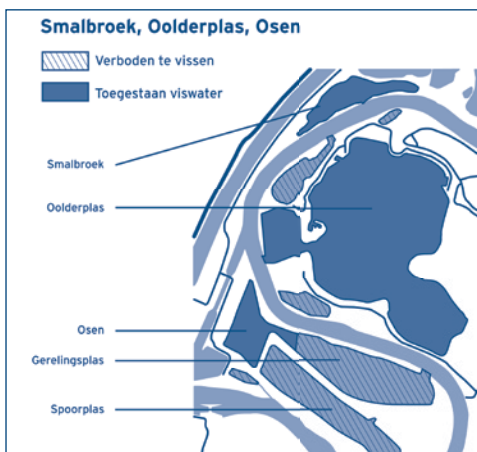 Smalbroek, Oolderplas, Osen
Verboden te vissen
Toegestaan viswater
Smalbroek
Oolderplas
Osen
Gerelingsplas
Spoorplas